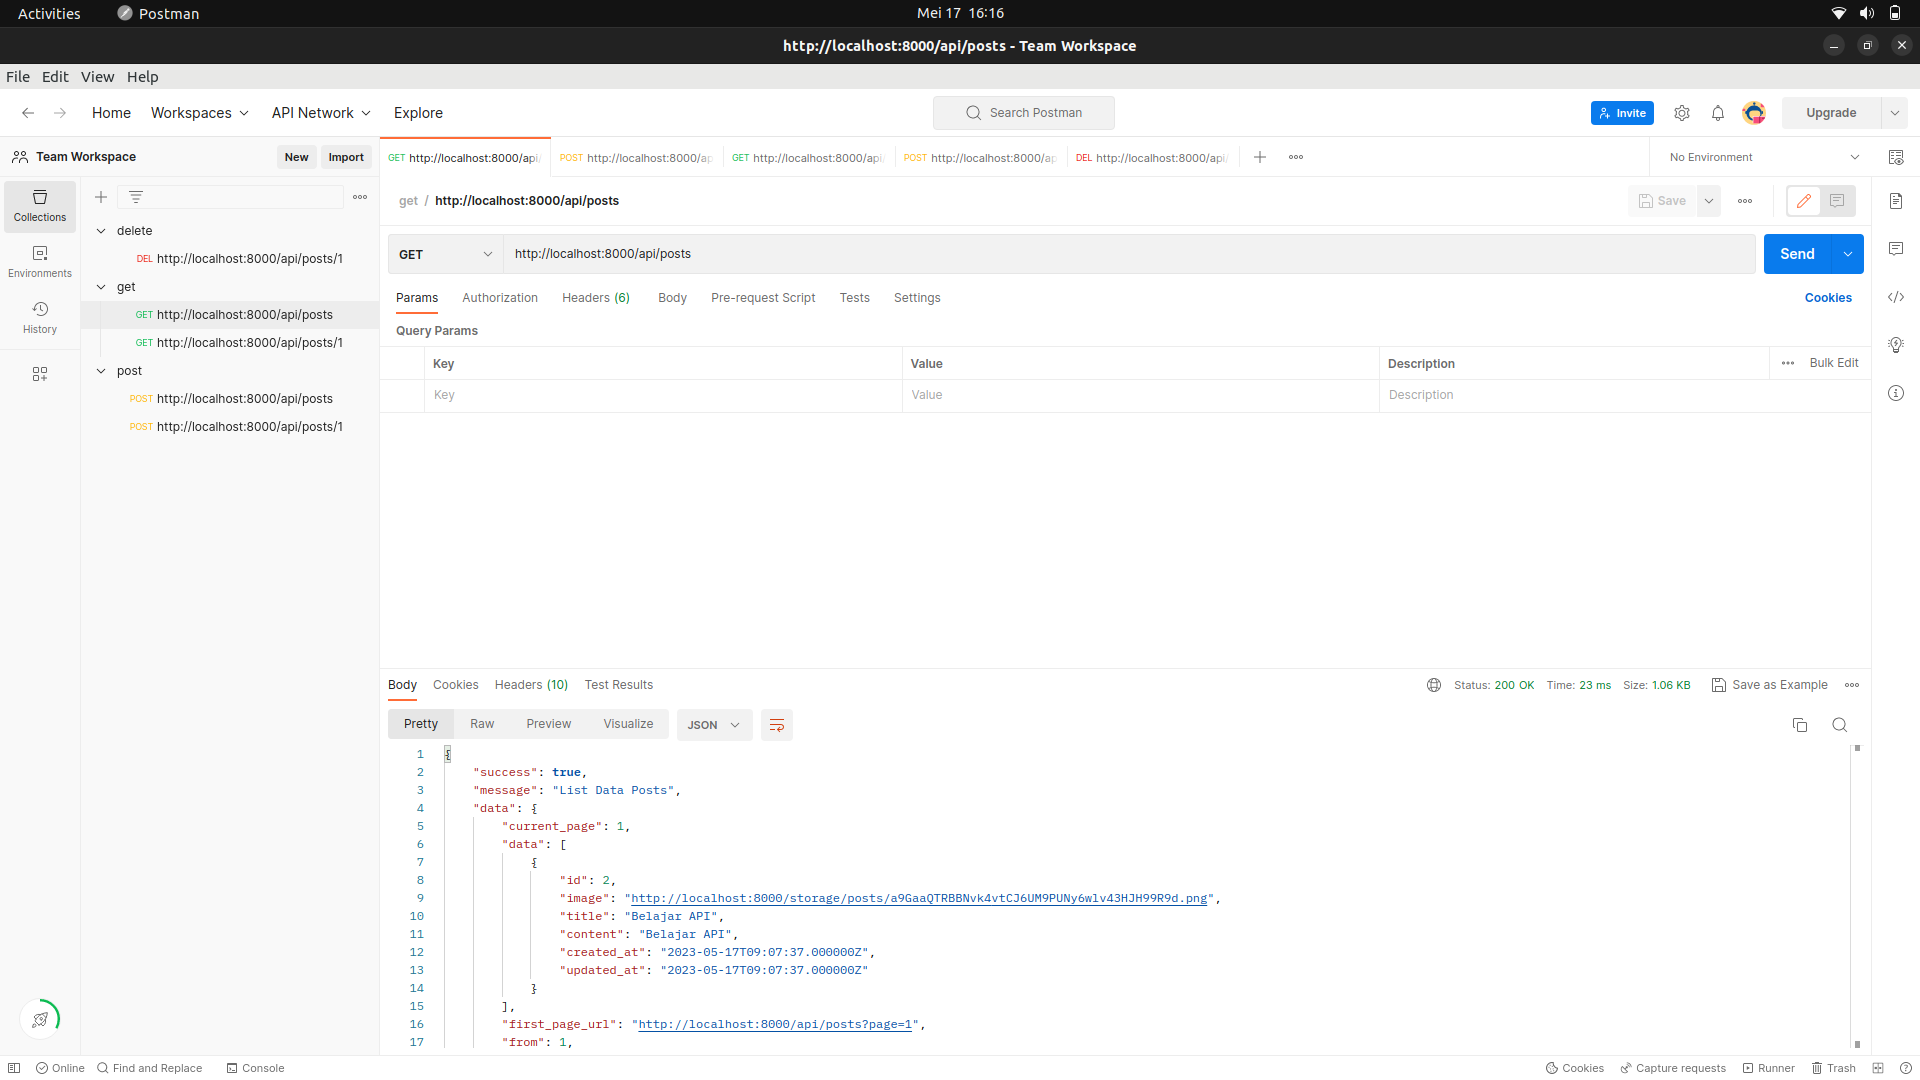 Activities Postman Mei 17 16:16
http://localhost:8000/api/posts - Team Workspace
File Edit View Help
Home Workspaces API Network Explore Search Postman Invite Upgrade
Team Workspace New Import
GET http://localhost:8000/api/ POST http://localhost:8000/ap GET http://localhost:8000/api/ POST http://localhost:8000/ap DEL http://localhost:8000/api/ No Environment
get / http://localhost:8000/api/posts Save
Collections
Environments
History
delete
DEL http://localhost:8000/api/posts/1
get
GET http://localhost:8000/api/posts
GET http://localhost:8000/api/posts/1
post
POST http://localhost:8000/api/posts
POST http://localhost:8000/api/posts/1
GET http://localhost:8000/api/posts Send
Params Authorization Headers (6) Body Pre-request Script Tests Settings Cookies
Query Params
Key Value Description Bulk Edit
Key Value Description
Body Cookies Headers (10) Test Results Status: 200 OK Time: 23 ms Size: 1.06 KB Save as Example
Pretty Raw Preview Visualize JSON
1 {
2 "success": true,
3 "message": "List Data Posts",
4 "data": {
5 "current_page": 1,
6 "data": [
7 {
8 "id": 2,
9 "image": "http://localhost:8000/storage/posts/a9GaaQTRBBNvk4vtCJ6UM9PUNy6wlv43HJH99R9d.png",
10 "title": "Belajar API",
11 "content": "Belajar API",
12 "created_at": "2023-05-17T09:07:37.000000Z",
13 "updated_at": "2023-05-17T09:07:37.000000Z"
14 }
15 ],
16 "first_page_url": "http://localhost:8000/api/posts?page=1",
17 "from": 1,
Online Find and Replace Console Cookies Capture requests Runner Trash